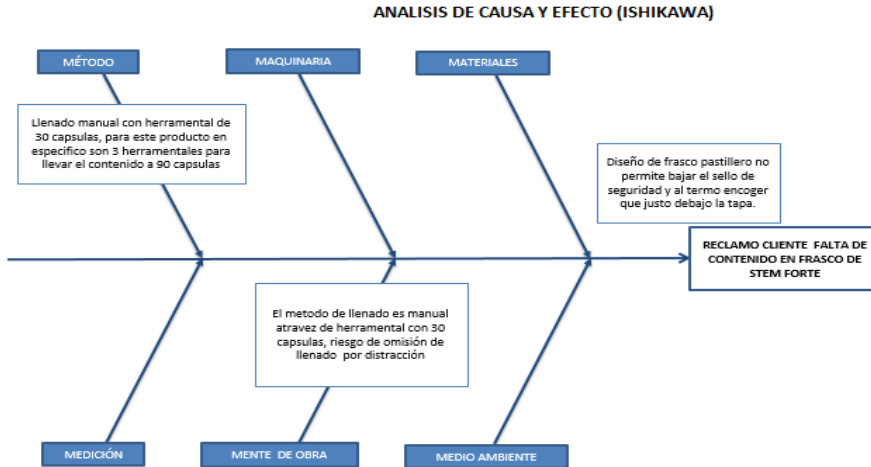 ANALISIS DE CAUSA Y EFECTO (ISHIKAWA)
MÉTODO
MAQUINARIA
MATERIALES
Llenado manual con herramental de
30 capsulas, para este producto en
especifico son 3 herramentales para
llevar el contenido a 90 capsulas
Diseño de frasco pastillero no
permite bajar el sello de
seguridad y al termo encoger
que justo debajo la tapa.
RECLAMO CLIENTE FALTA DE
CONTENIDO EN FRASCO DE
STEM FORTE
El metodo de llenado es manual
atravez de herramental con 30
capsulas, riesgo de omisión de
llenado por distracción
MEDICIÓN
MENTE DE OBRA
MEDIO AMBIENTE